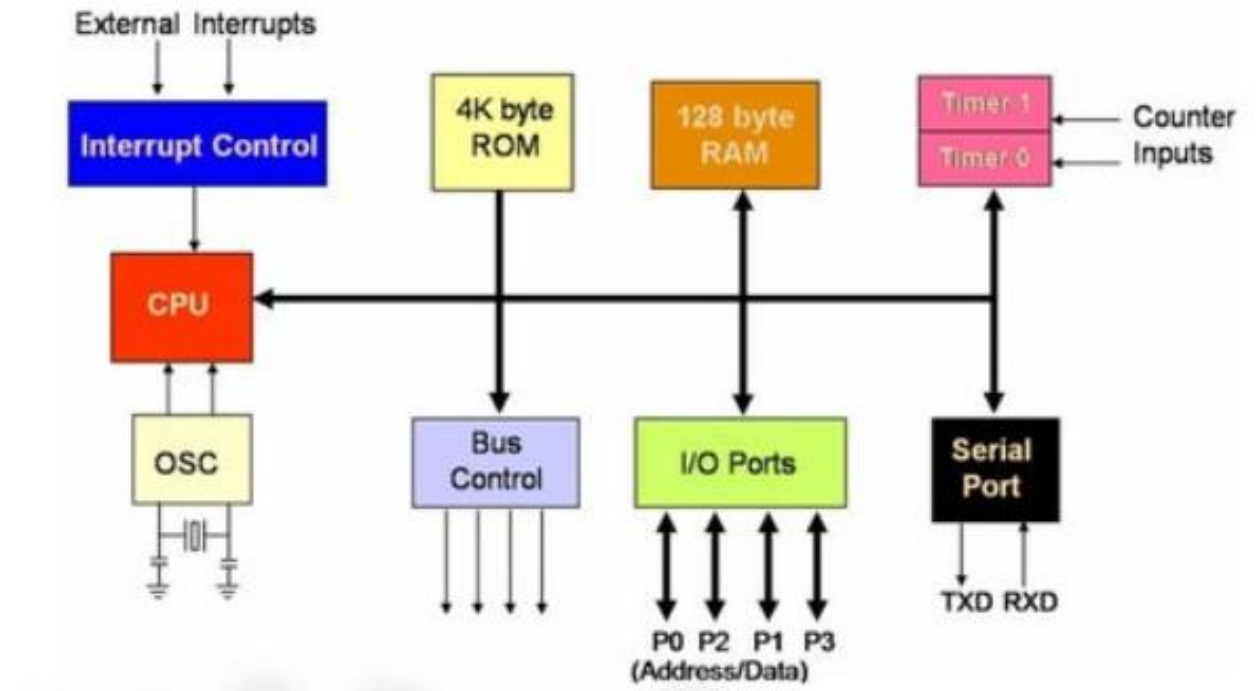 External Interrupts
Interrupt Control
4K byte
ROM
128 byte
RAM
Timer 1
Timer 0
Counter
Inputs
CPU
OSC
Bus
Control
I/O Ports
Serial
Port
TXD RXD
P0 P2 P1 P3
(Address/Data)